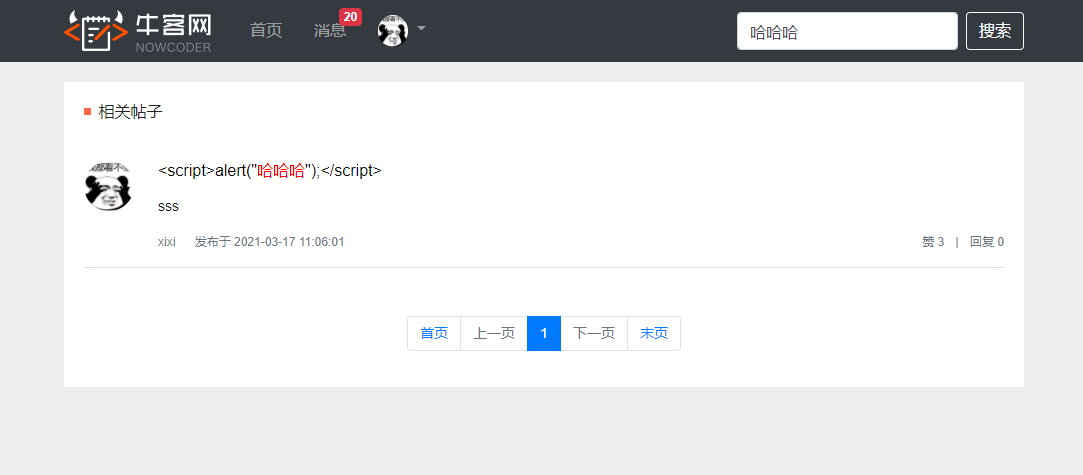 牛客网
NOWCODER
首页
消息
20
哈哈哈
搜索
相关帖子
<script>alert("哈哈哈");</script>
sss
xixi 发布于 2021-03-17 11:06:01
赞 3 | 回复 0
首页 上一页 1 下一页 末页